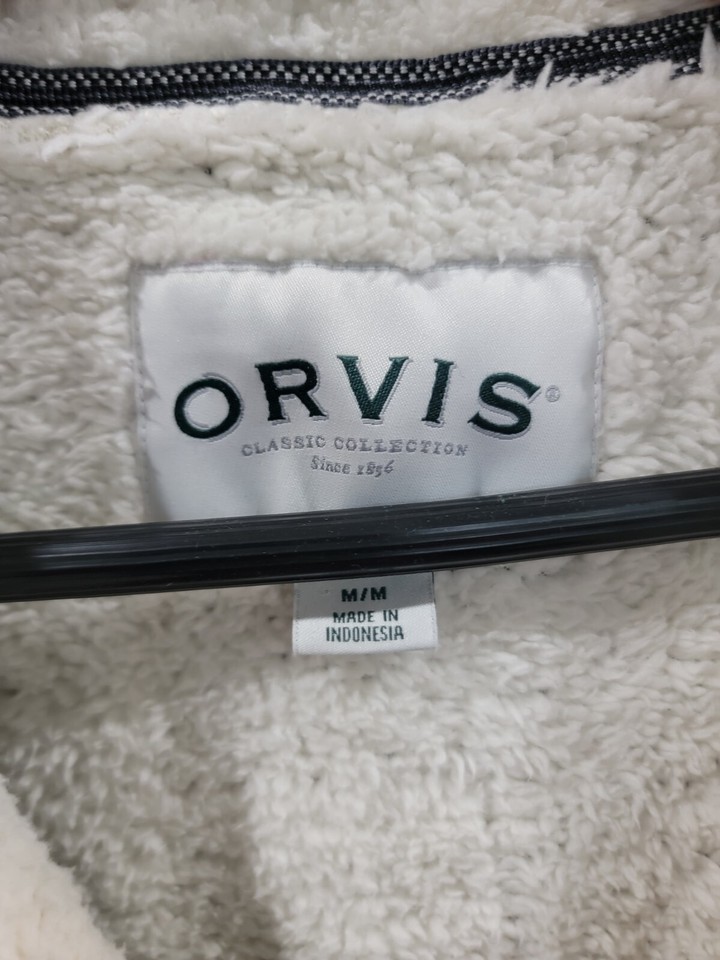 ORVIS®
CLASSIC COLLECTION
Since 1856
M/M
MADE IN
INDONESIA